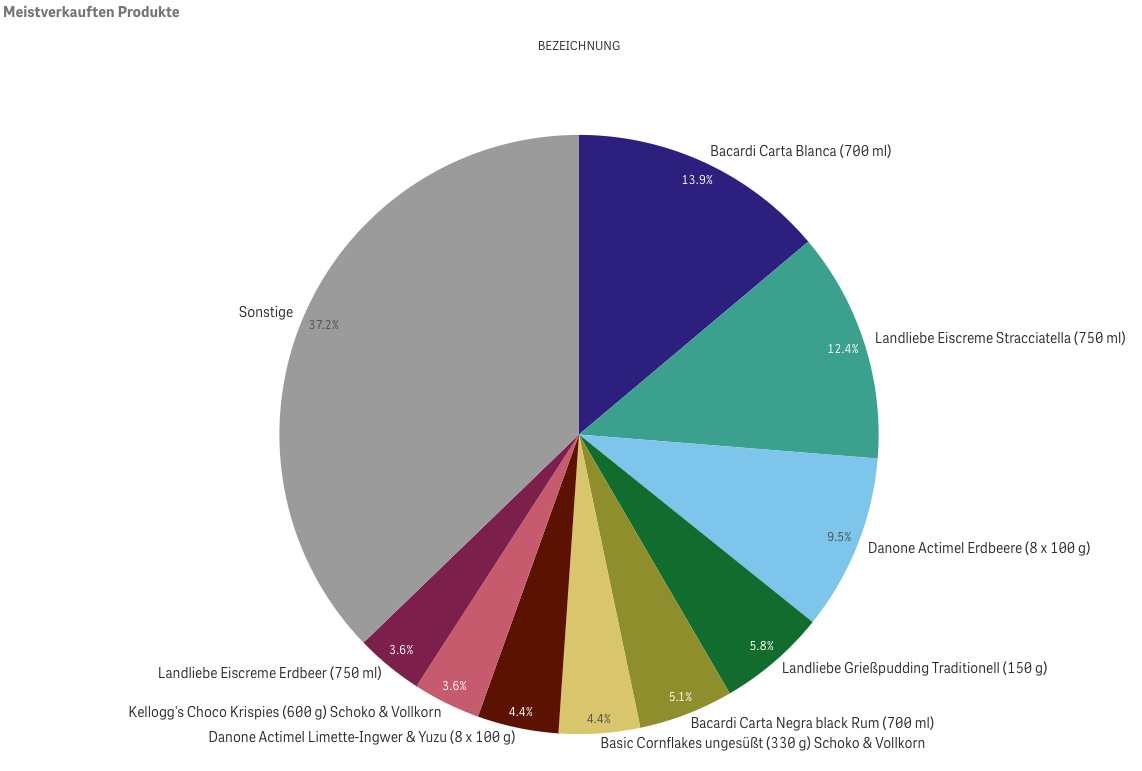 Meistverkauften Produkte
BEZEICHNUNG
Bacardi Carta Blanca (700 ml)
13.9%
Landliebe Eiscreme Stracciatella (750 ml)
12.4%
Danone Actimel Erdbeere (8 x 100 g)
9.5%
Landliebe Grießpudding Traditionell (150 g)
5.8%
Bacardi Carta Negra black Rum (700 ml)
5.1%
Basic Cornflakes ungesüßt (330 g) Schoko & Vollkorn
4.4%
Danone Actimel Limette-Ingwer & Yuzu (8 x 100 g)
4.4%
Kellogg's Choco Krispies (600 g) Schoko & Vollkorn
3.6%
Landliebe Eiscreme Erdbeer (750 ml)
3.6%
Sonstige
37.2%